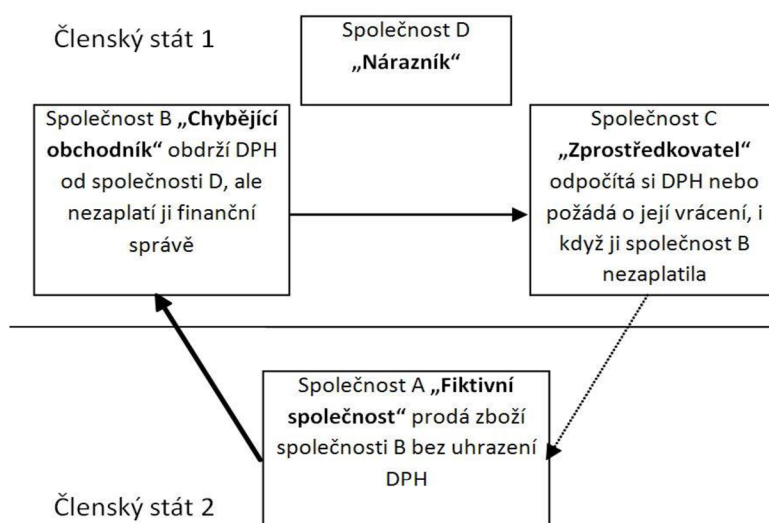 Členský stát 1
Společnost D
„Nárazník“
Společnost B „Chybějící
obchodník“ obdrží DPH
od společnosti D, ale
nezaplatí ji finanční
správě
Společnost C
„Zprostředkovatel“
odpočítá si DPH nebo
požádá o její vrácení, i
když ji společnost B
nezaplatila
Společnost A „Fiktivní
společnost“ prodá zboží
společnosti B bez uhrazení
DPH
Členský stát 2